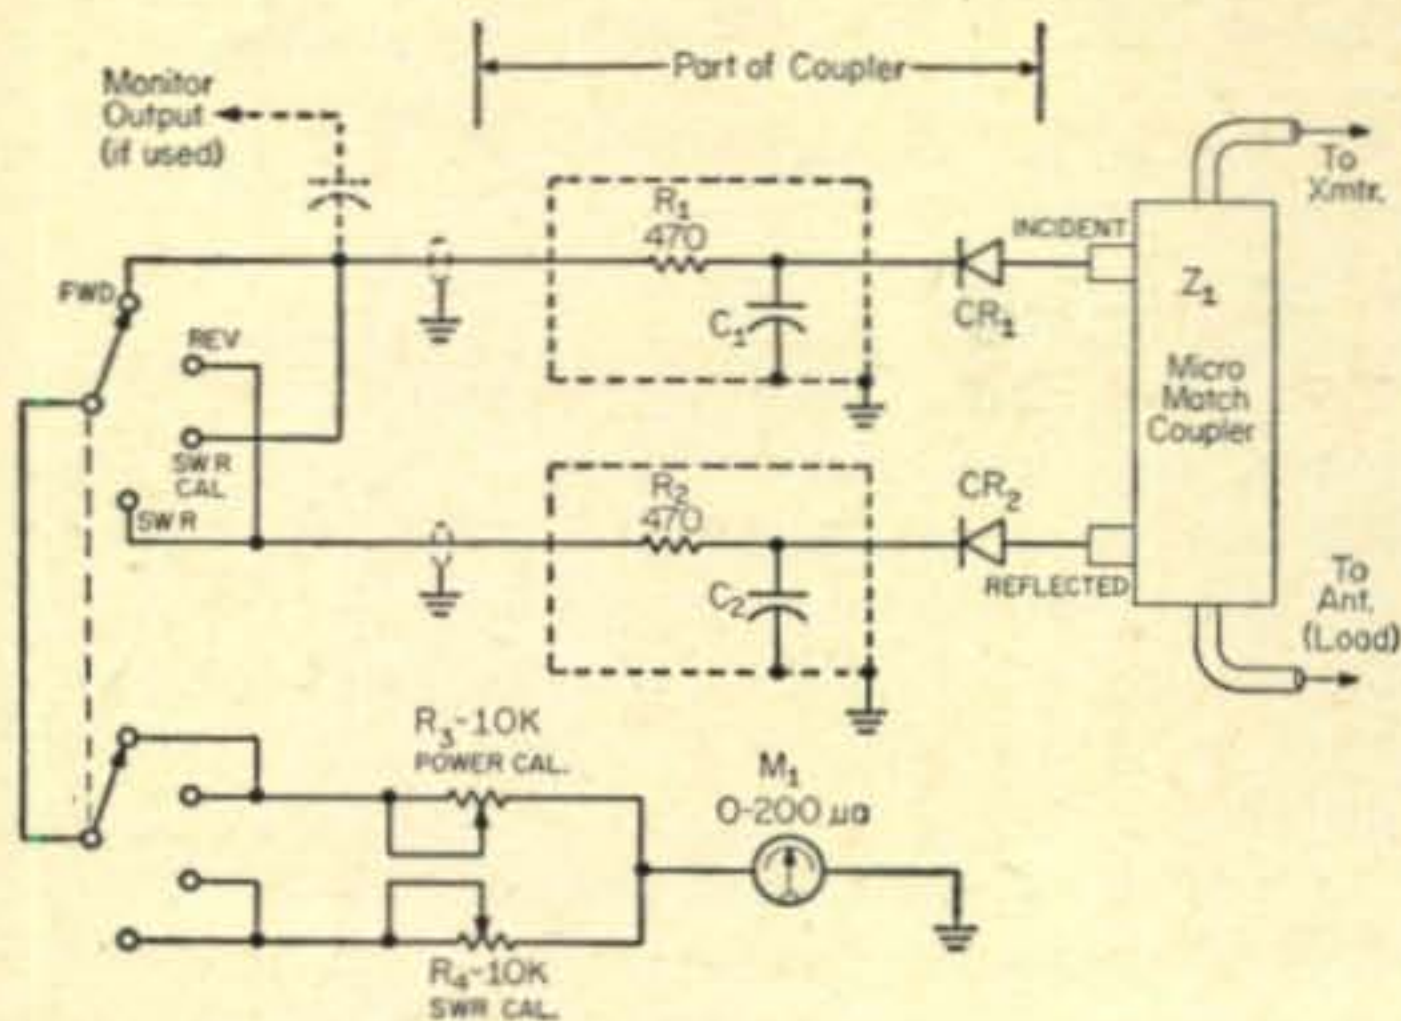 Part of Coupler
Monitor
Output
(if used)
To
Xmtr.
R1
470
INCIDENT
FWD
Z1
C1
CR1
REV
Micro
Match
Coupler
SWR
CAL
SWR
R2
470
CR2
C2
REFLECTED
To
Ant.
(Load)
R3-10K
POWER CAL.
M1
0-200 µa
R4-10K
SWR CAL.